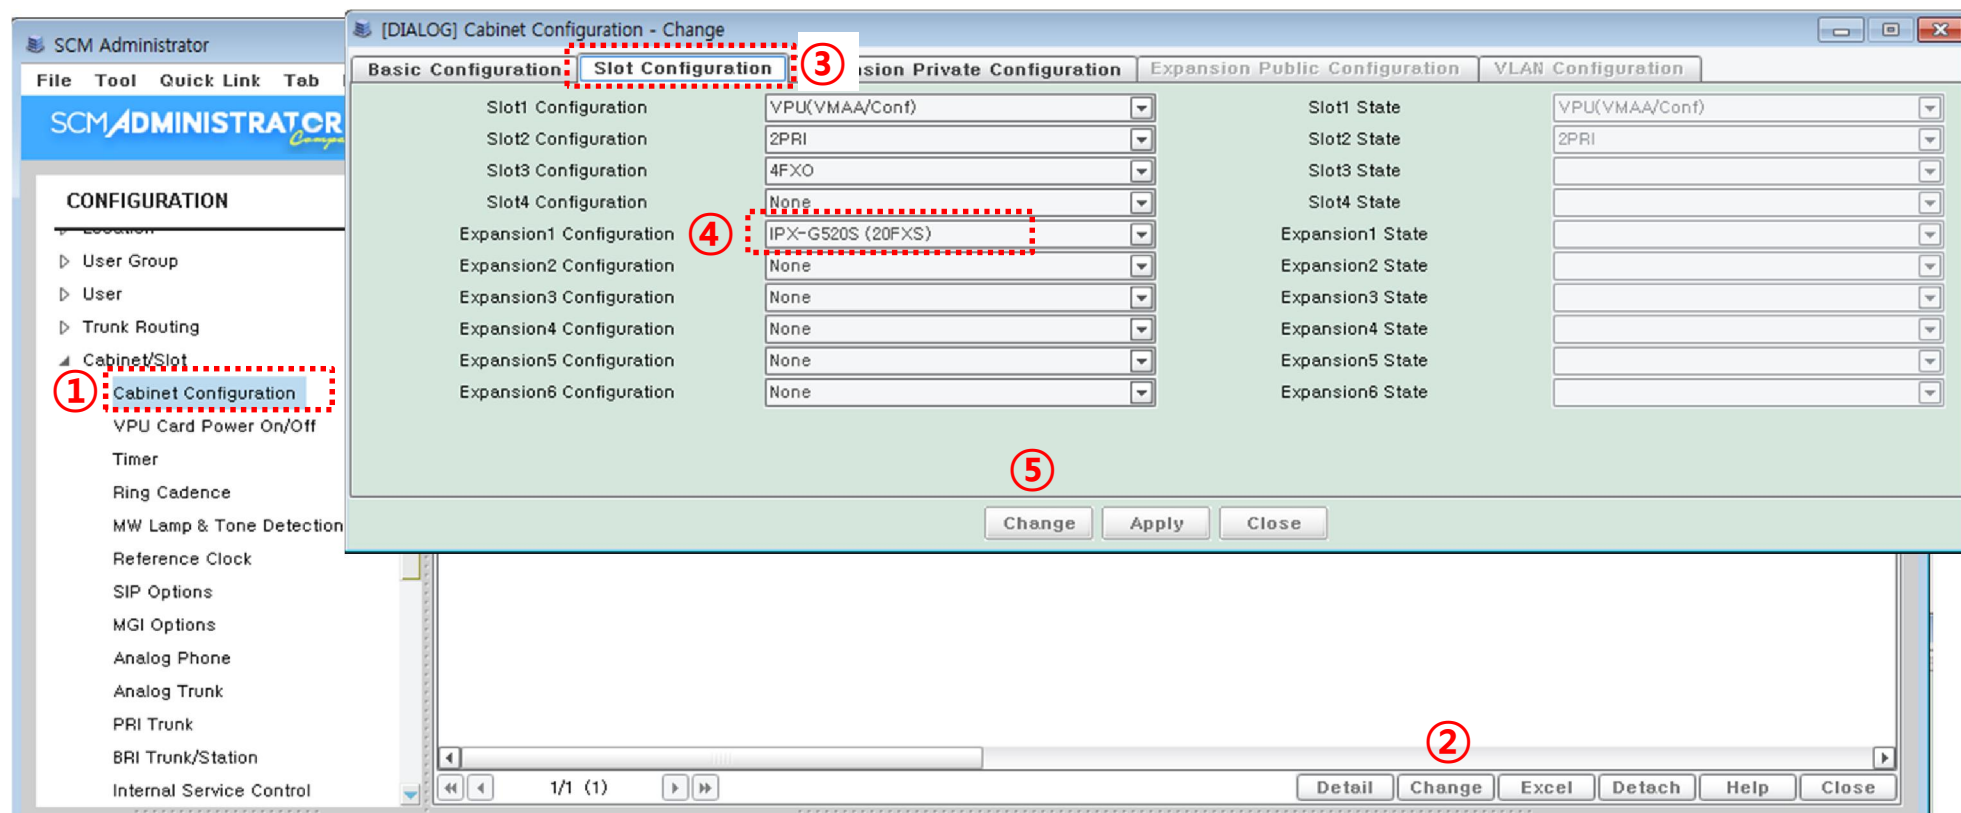 SCM Administrator
File Tool Quick Link Tab
SCM ADMINISTRATOR
CONFIGURATION
Location
User Group
User
Trunk Routing
Cabinet/Slot
① Cabinet Configuration
VPU Card Power On/Off
Timer
Ring Cadence
MW Lamp & Tone Detection
Reference Clock
SIP Options
MGI Options
Analog Phone
Analog Trunk
PRI Trunk
BRI Trunk/Station
Internal Service Control
[DIALOG] Cabinet Configuration - Change
Basic Configuration Slot Configuration ③ nsion Private Configuration Expansion Public Configuration VLAN Configuration
Slot1 Configuration VPU(VMAA/Conf) Slot1 State VPU(VMAA/Conf)
Slot2 Configuration 2PRI Slot2 State 2PRI
Slot3 Configuration 4FXO Slot3 State
Slot4 Configuration None Slot4 State
Expansion1 Configuration ④ IPX-G520S (20FXS) Expansion1 State
Expansion2 Configuration None Expansion2 State
Expansion3 Configuration None Expansion3 State
Expansion4 Configuration None Expansion4 State
Expansion5 Configuration None Expansion5 State
Expansion6 Configuration None Expansion6 State
⑤
Change Apply Close
②
1/1 (1) Detail Change Excel Detach Help Close